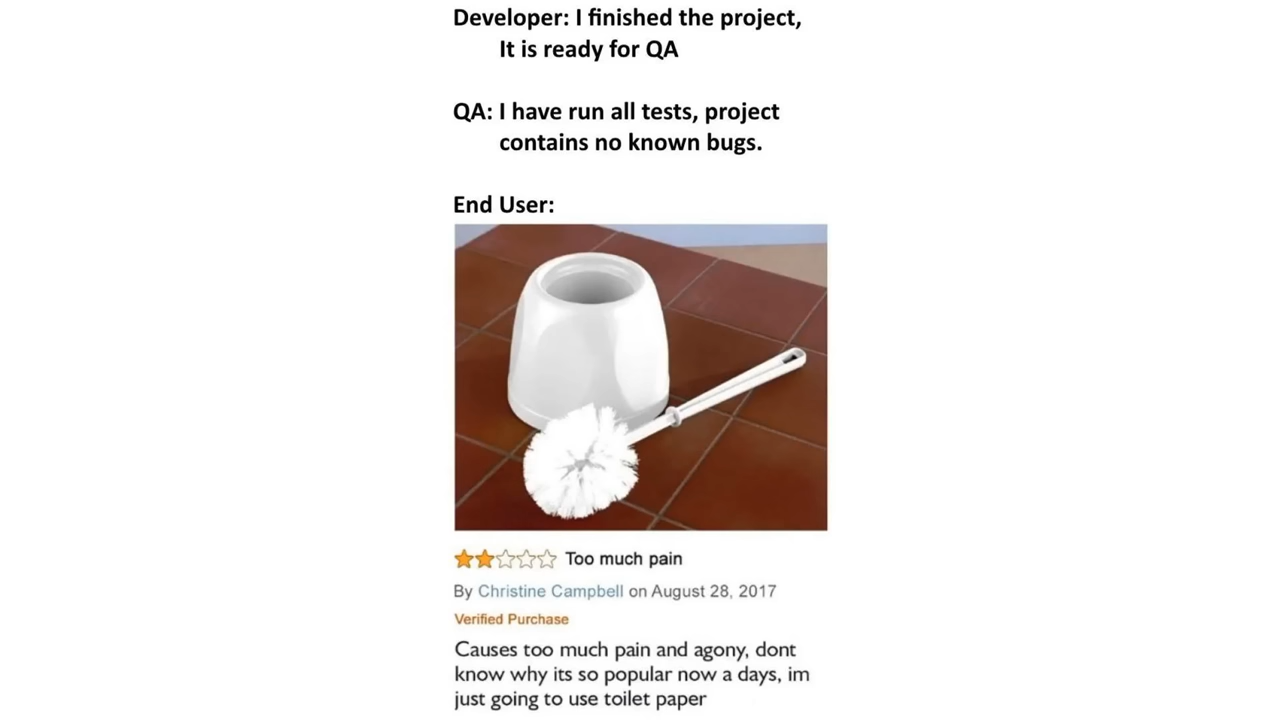 Developer: I finished the project,
It is ready for QA
QA: I have run all tests, project
contains no known bugs.
End User:
Too much pain
By Christine Campbell on August 28, 2017
Verified Purchase
Causes too much pain and agony, dont
know why its so popular now a days, im
just going to use toilet paper